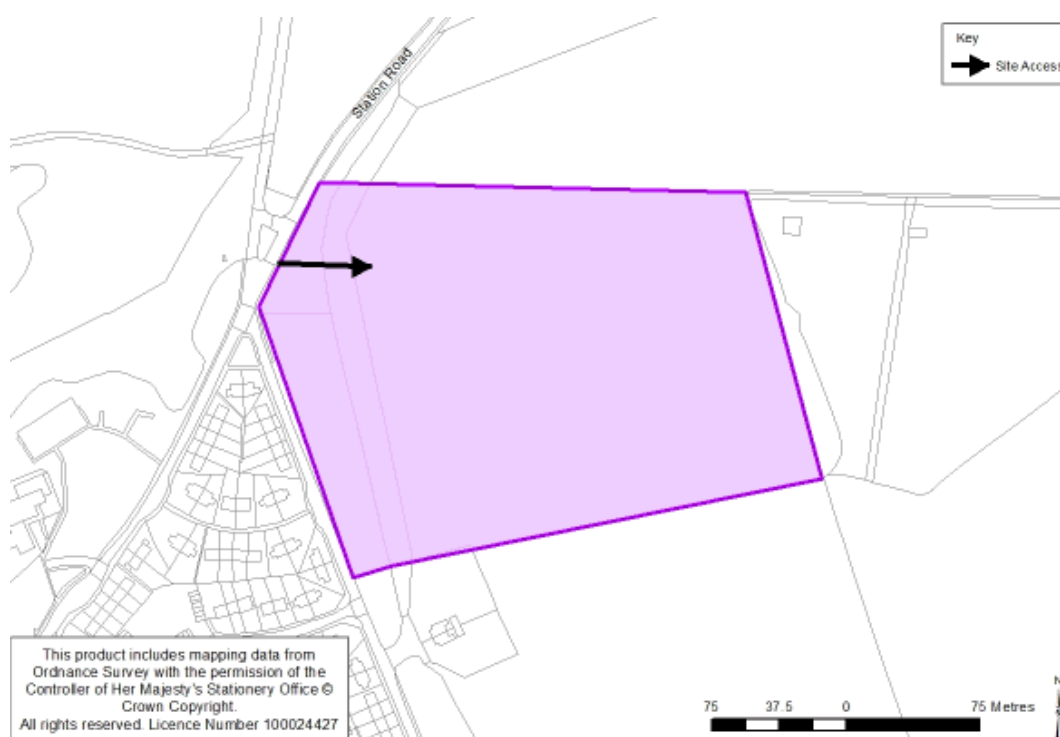 Key
Site Access
Station Road
This product includes mapping data from
Ordnance Survey with the permission of the
Controller of Her Majesty's Stationery Office ©
Crown Copyright.
All rights reserved. Licence Number 100024427
75 37.5 0 75 Metres
N